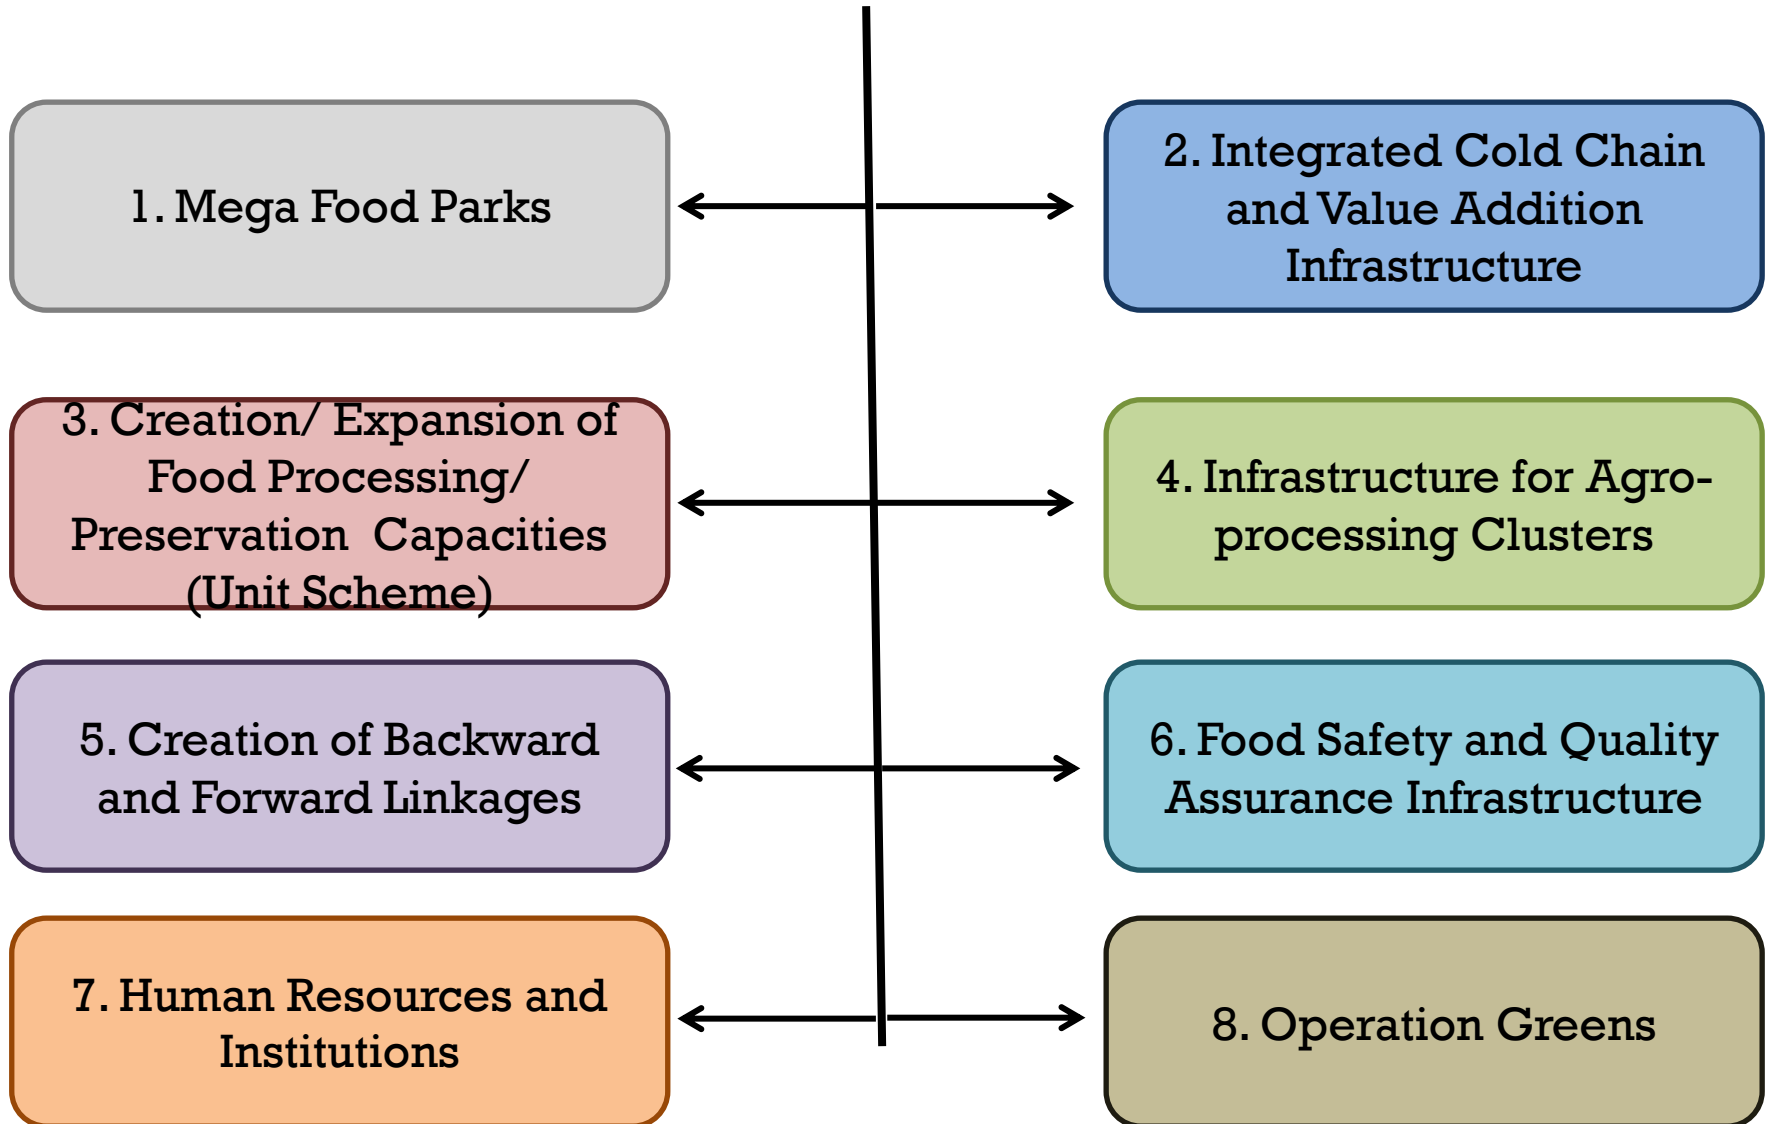 1. Mega Food Parks
2. Integrated Cold Chain
and Value Addition
Infrastructure
3. Creation/ Expansion of
Food Processing/
Preservation  Capacities
(Unit Scheme)
4. Infrastructure for Agro-
processing Clusters
5. Creation of Backward
and Forward Linkages
6. Food Safety and Quality
Assurance Infrastructure
7. Human Resources and
Institutions
8. Operation Greens